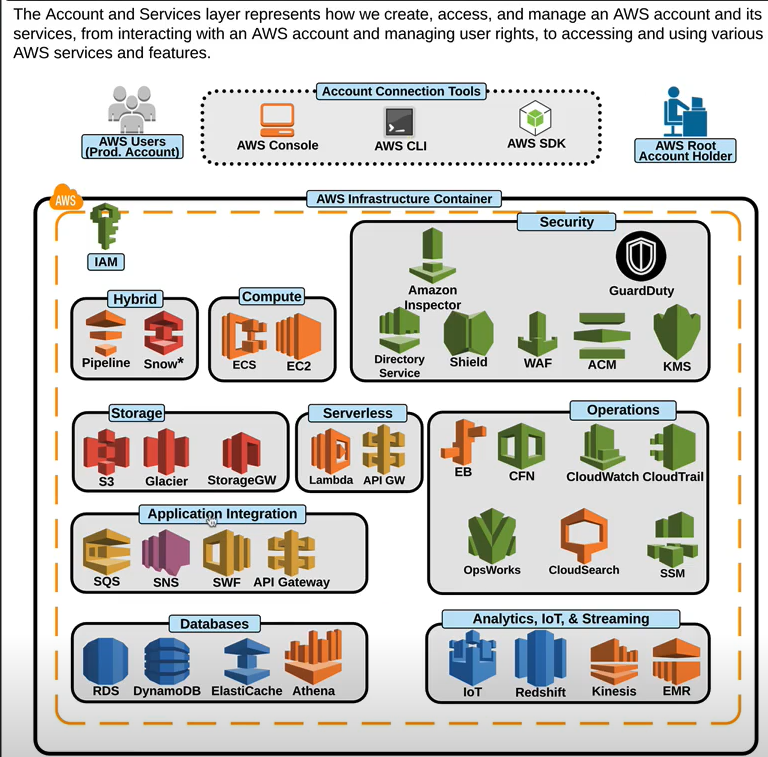 The Account and Services layer represents how we create, access, and manage an AWS account and its
services, from interacting with an AWS account and managing user rights, to accessing and using various
AWS services and features.
Account Connection Tools
AWS Users
(Prod. Account)
AWS Console
AWS CLI
AWS SDK
AWS Root
Account Holder
AWS
AWS Infrastructure Container
IAM
Security
Amazon
Inspector
GuardDuty
Directory
Service
Shield
WAF
ACM
KMS
Hybrid
Pipeline
Snow*
Compute
ECS
EC2
Storage
S3
Glacier
StorageGW
Serverless
Lambda
API GW
Operations
EB
CFN
CloudWatch
CloudTrail
OpsWorks
CloudSearch
SSM
Application Integration
SQS
SNS
SWF
API Gateway
Databases
RDS
DynamoDB
ElastiCache
Athena
Analytics, IoT, & Streaming
IoT
Redshift
Kinesis
EMR